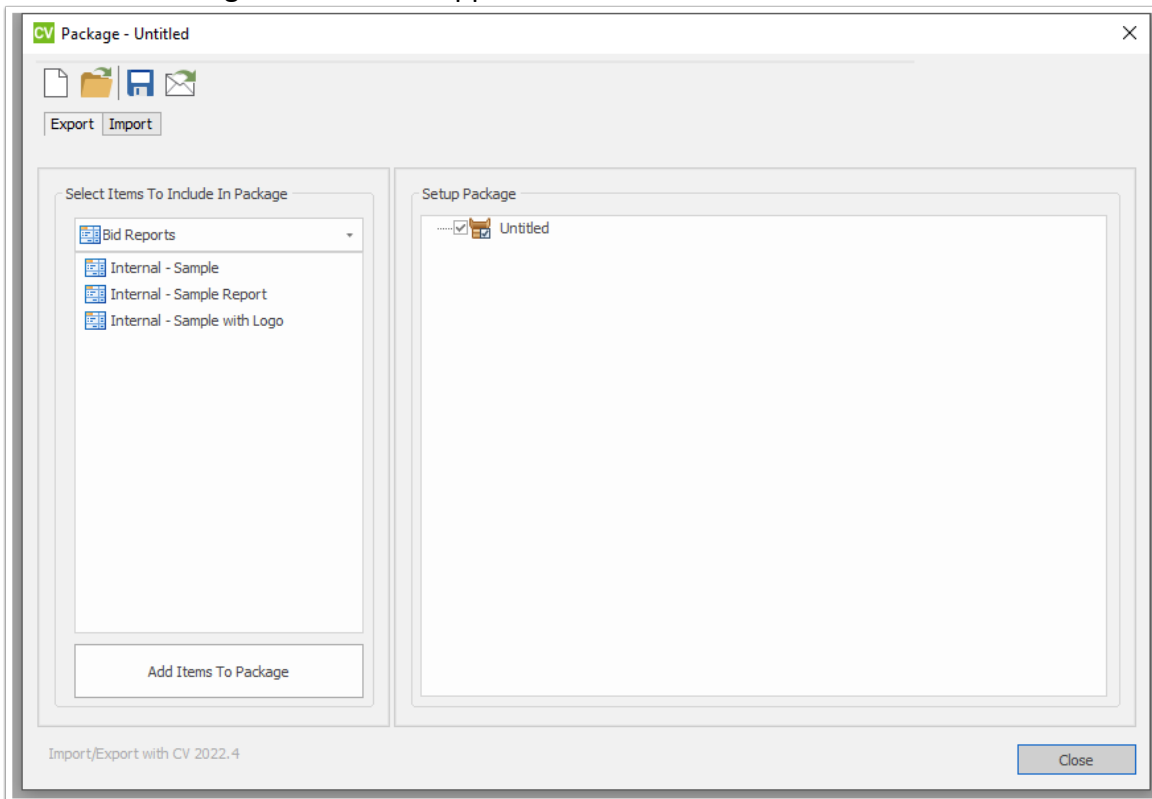 CV Package - Untitled
Export Import
Select Items To Include In Package
Bid Reports
Internal - Sample
Internal - Sample Report
Internal - Sample with Logo
Add Items To Package
Setup Package
Untitled
Import/Export with CV 2022.4
Close